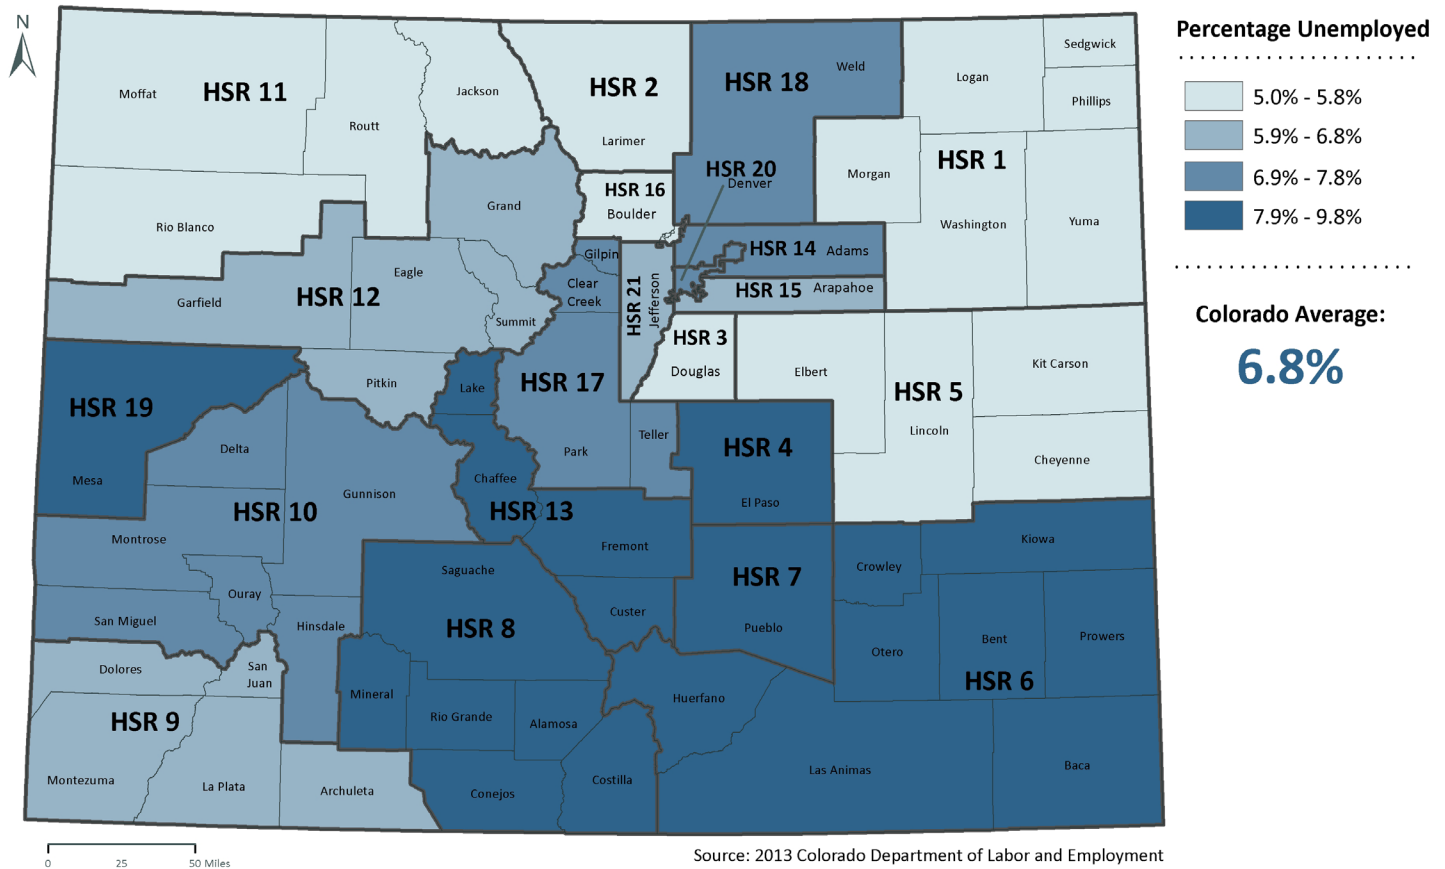 N
Percentage Unemployed
5.0% - 5.8%
5.9% - 6.8%
6.9% - 7.8%
7.9% - 9.8%
Colorado Average:
6.8%
Moffat
HSR 11
Routt
Jackson
HSR 2
Larimer
HSR 18
Weld
Logan
Sedgwick
Phillips
HSR 1
Morgan
Washington
Yuma
Rio Blanco
Grand
HSR 16
Boulder
HSR 20
Denver
Garfield
HSR 12
Eagle
Summit
Gilpin
Clear
Creek
HSR 21
Jefferson
HSR 14
Adams
HSR 15
Arapahoe
HSR 3
Douglas
Elbert
HSR 5
Lincoln
Kit Carson
Cheyenne
HSR 19
Mesa
Pitkin
Lake
HSR 17
Park
Teller
HSR 4
El Paso
Delta
HSR 10
Gunnison
Montrose
Ouray
San Miguel
Hinsdale
Chaffee
HSR 13
Fremont
Custer
Saguache
HSR 8
Mineral
Rio Grande
Alamosa
Conejos
Costilla
HSR 7
Pueblo
Crowley
Kiowa
Otero
Bent
Prowers
HSR 6
Huerfano
Las Animas
Baca
Dolores
San
Juan
HSR 9
Montezuma
La Plata
Archuleta
0 25 50 Miles
Source: 2013 Colorado Department of Labor and Employment